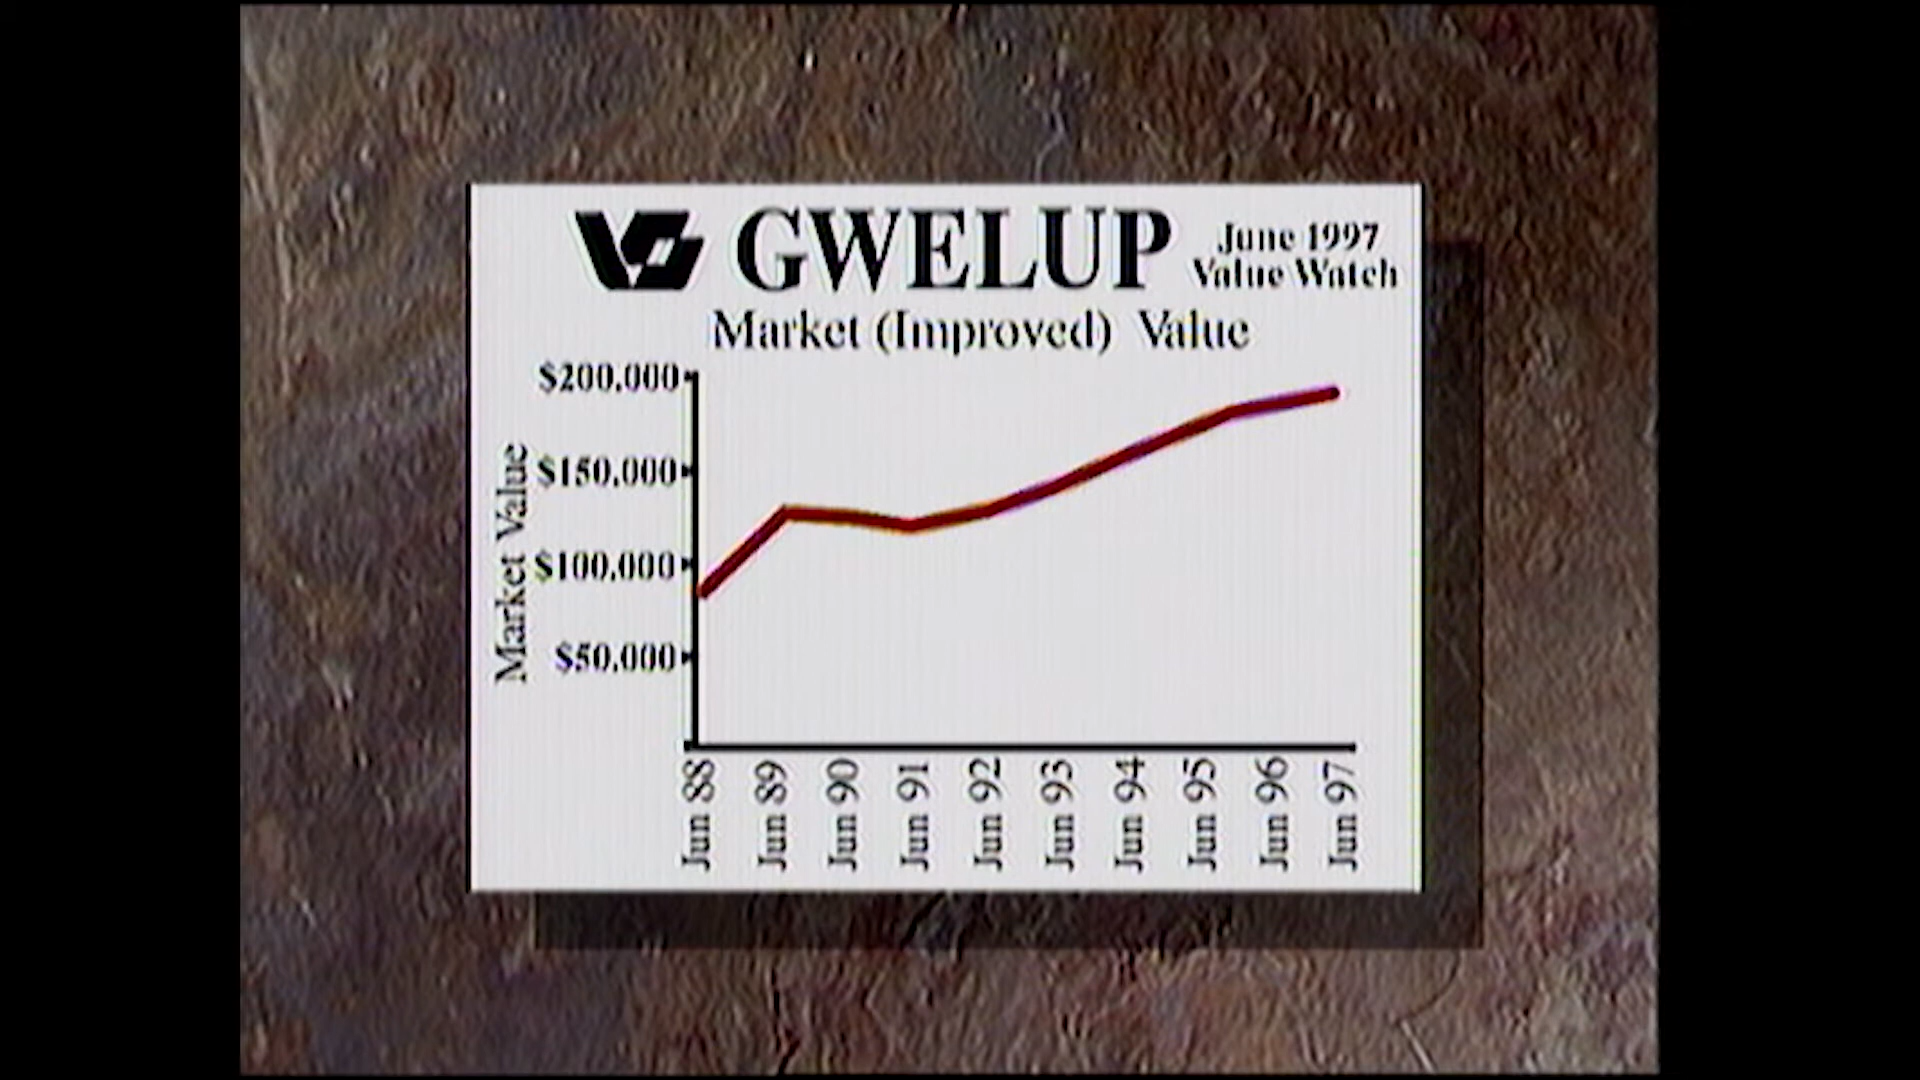 GWELUP
June 1997
Value Watch
Market (Improved) Value
Market Value
$200,000
$150,000
$100,000
$50,000
Jun 88
Jun 89
Jun 90
Jun 91
Jun 92
Jun 93
Jun 94
Jun 95
Jun 96
Jun 97